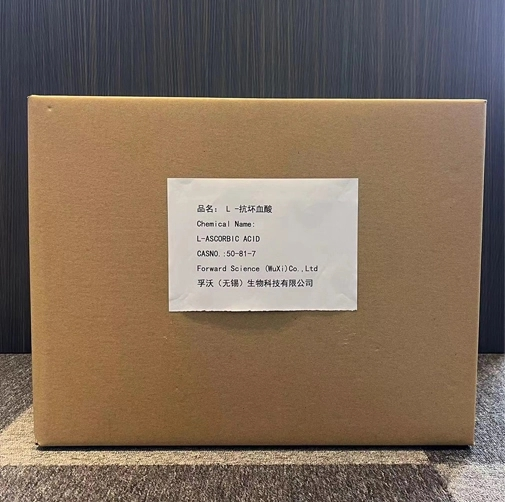 品名： L -抗坏血酸
Chemical Name:
L-ASCORBIC ACID
CASNO.:50-81-7
Forward Science (WuXi)Co.,Ltd
孚沃（无锡）生物科技有限公司